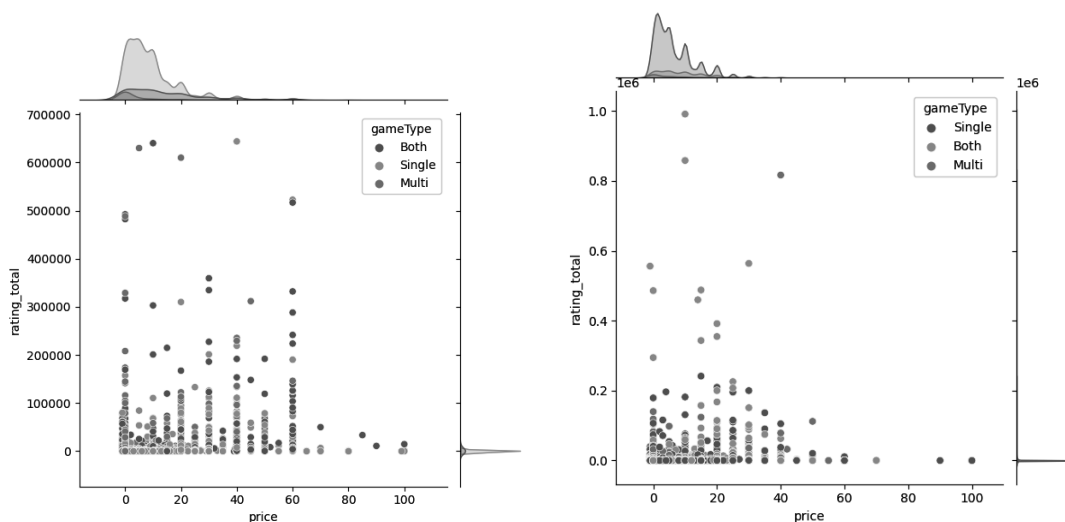 700000
600000
500000
400000
300000
200000
100000
0
rating_total
gameType
Both
Single
Multi
0
20
40
60
80
100
price
1e6
1e6
1.0
0.8
0.6
0.4
0.2
0.0
rating_total
gameType
Single
Both
Multi
0
20
40
60
80
100
price